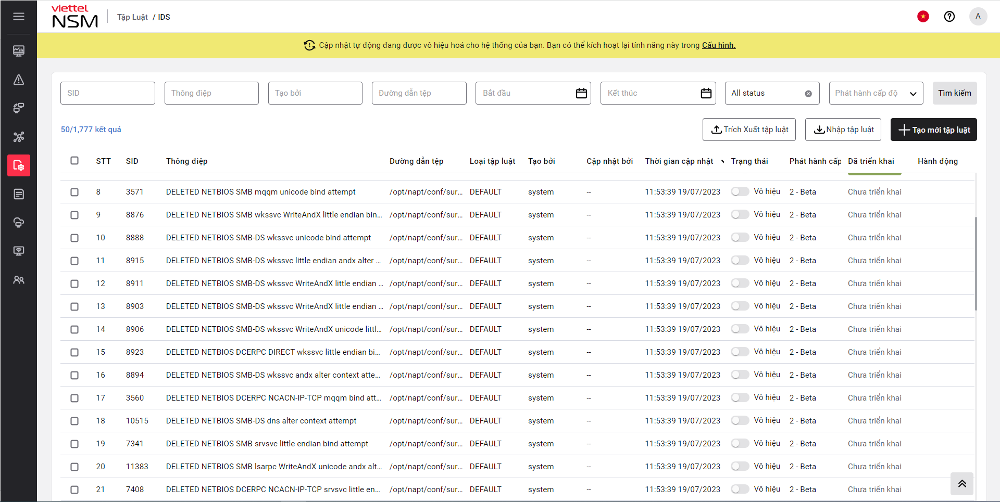 viettel
NSM
Tập Luật / IDS
A
Cập nhật tự động đang được vô hiệu hoá cho hệ thống của bạn. Bạn có thể kích hoạt lại tính năng này trong Cấu hình.
SID Thông điệp Tạo bởi Đường dẫn tệp Bắt đầu Kết thúc All status Phát hành cấp độ Tìm kiếm
50/1,777 kết quả Trích Xuất tập luật Nhập tập luật Tạo mới tập luật
STT SID Thông điệp Đường dẫn tệp Loại tập luật Tạo bởi Cập nhật bởi Thời gian cập nhật Trạng thái Phát hành cấp Đã triển khai Hành động
8 3571 DELETED NETBIOS SMB mqqm unicode bind attempt /opt/napt/conf/sur... DEFAULT system -- 11:53:39 19/07/2023 Vô hiệu 2 - Beta Chưa triển khai
9 8876 DELETED NETBIOS SMB wkssvc WriteAndX little endian bin... /opt/napt/conf/sur... DEFAULT system -- 11:53:39 19/07/2023 Vô hiệu 2 - Beta Chưa triển khai
10 8888 DELETED NETBIOS SMB-DS wkssvc unicode bind attempt /opt/napt/conf/sur... DEFAULT system -- 11:53:39 19/07/2023 Vô hiệu 2 - Beta Chưa triển khai
11 8915 DELETED NETBIOS SMB-DS wkssvc little endian andx alter ... /opt/napt/conf/sur... DEFAULT system -- 11:53:39 19/07/2023 Vô hiệu 2 - Beta Chưa triển khai
12 8911 DELETED NETBIOS SMB-DS wkssvc WriteAndX little endian ... /opt/napt/conf/sur... DEFAULT system -- 11:53:39 19/07/2023 Vô hiệu 2 - Beta Chưa triển khai
13 8903 DELETED NETBIOS SMB-DS wkssvc WriteAndX little endian ... /opt/napt/conf/sur... DEFAULT system -- 11:53:39 19/07/2023 Vô hiệu 2 - Beta Chưa triển khai
14 8906 DELETED NETBIOS SMB-DS wkssvc WriteAndX unicode littl... /opt/napt/conf/sur... DEFAULT system -- 11:53:39 19/07/2023 Vô hiệu 2 - Beta Chưa triển khai
15 8923 DELETED NETBIOS DCERPC DIRECT wkssvc little endian bi... /opt/napt/conf/sur... DEFAULT system -- 11:53:39 19/07/2023 Vô hiệu 2 - Beta Chưa triển khai
16 8894 DELETED NETBIOS SMB-DS wkssvc andx alter context atte... /opt/napt/conf/sur... DEFAULT system -- 11:53:39 19/07/2023 Vô hiệu 2 - Beta Chưa triển khai
17 3560 DELETED NETBIOS DCERPC NCACN-IP-TCP mqqm bind att... /opt/napt/conf/sur... DEFAULT system -- 11:53:39 19/07/2023 Vô hiệu 2 - Beta Chưa triển khai
18 10515 DELETED NETBIOS SMB-DS dns alter context attempt /opt/napt/conf/sur... DEFAULT system -- 11:53:39 19/07/2023 Vô hiệu 2 - Beta Chưa triển khai
19 7341 DELETED NETBIOS SMB srvsvc little endian bind attempt /opt/napt/conf/sur... DEFAULT system -- 11:53:39 19/07/2023 Vô hiệu 2 - Beta Chưa triển khai
20 11383 DELETED NETBIOS SMB lsarpc WriteAndX unicode andx alt... /opt/napt/conf/sur... DEFAULT system -- 11:53:39 19/07/2023 Vô hiệu 2 - Beta Chưa triển khai
21 7408 DELETED NETBIOS DCERPC NCACN-IP-TCP srvsvc little en... /opt/napt/conf/sur... DEFAULT system -- 11:53:39 19/07/2023 Vô hiệu 2 - Beta Chưa triển khai